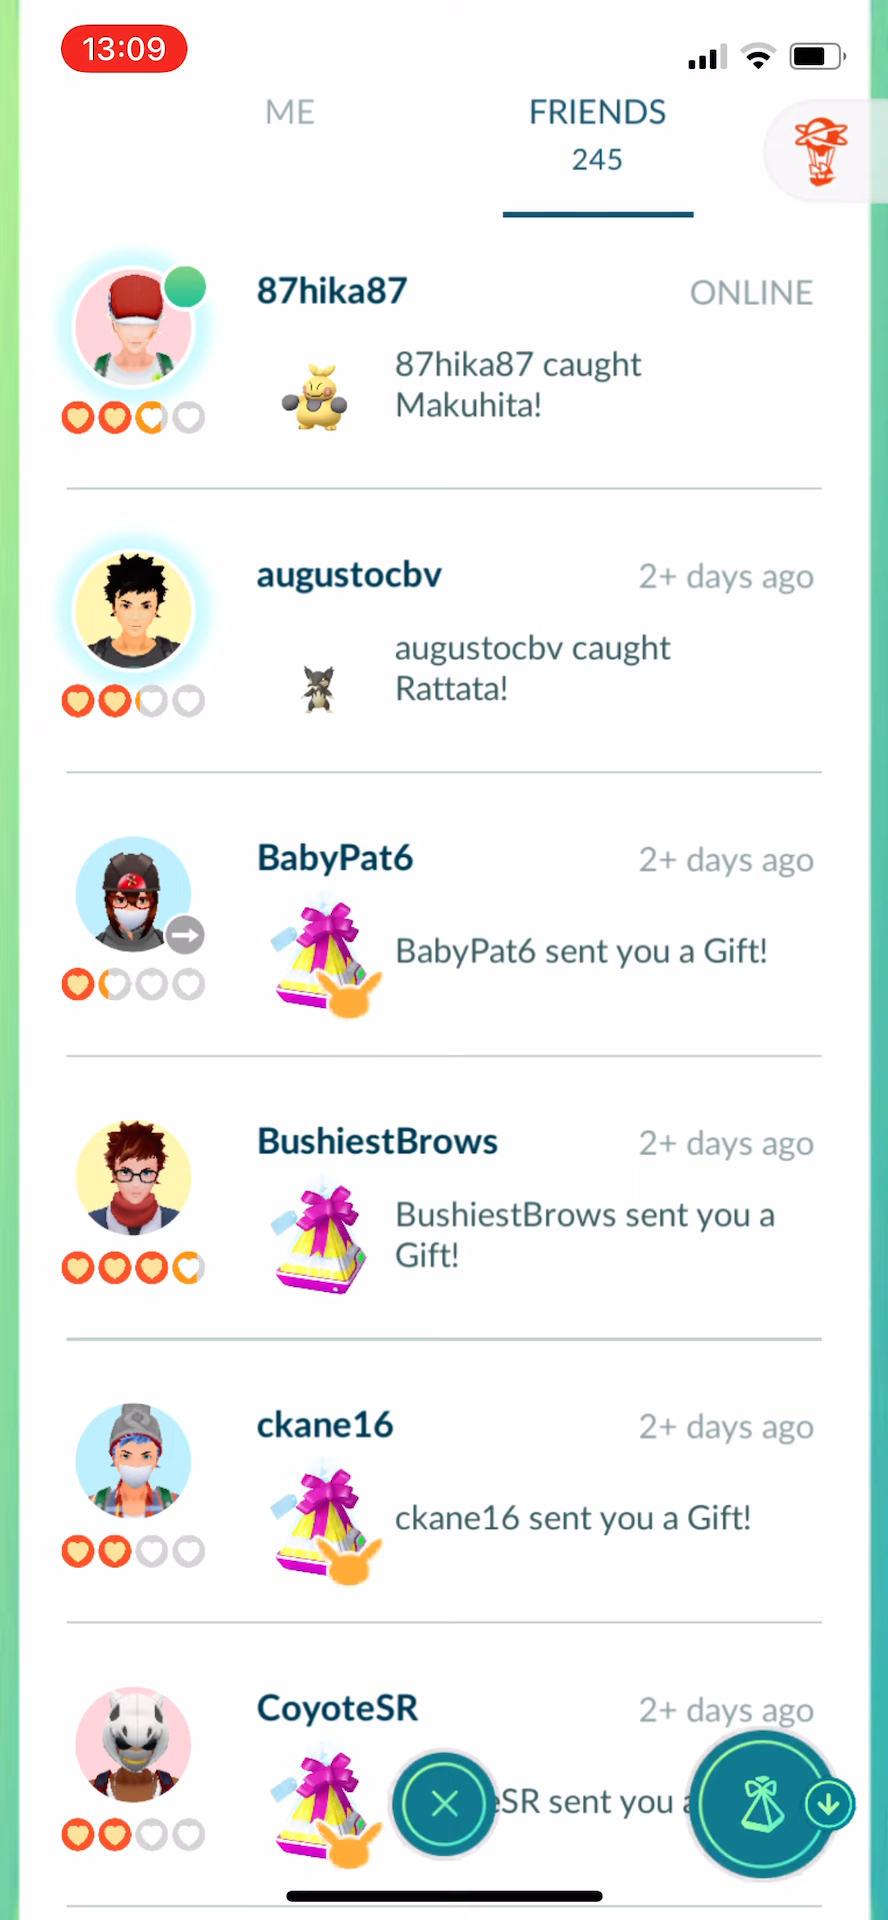 13:09
ME
FRIENDS
245
87hika87
ONLINE
87hika87 caught
Makuhita!
augustocbv
2+ days ago
augustocbv caught
Rattata!
BabyPat6
2+ days ago
BabyPat6 sent you a Gift!
BushiestBrows
2+ days ago
BushiestBrows sent you a
Gift!
ckane16
2+ days ago
ckane16 sent you a Gift!
CoyoteSR
2+ days ago
eSR sent you a